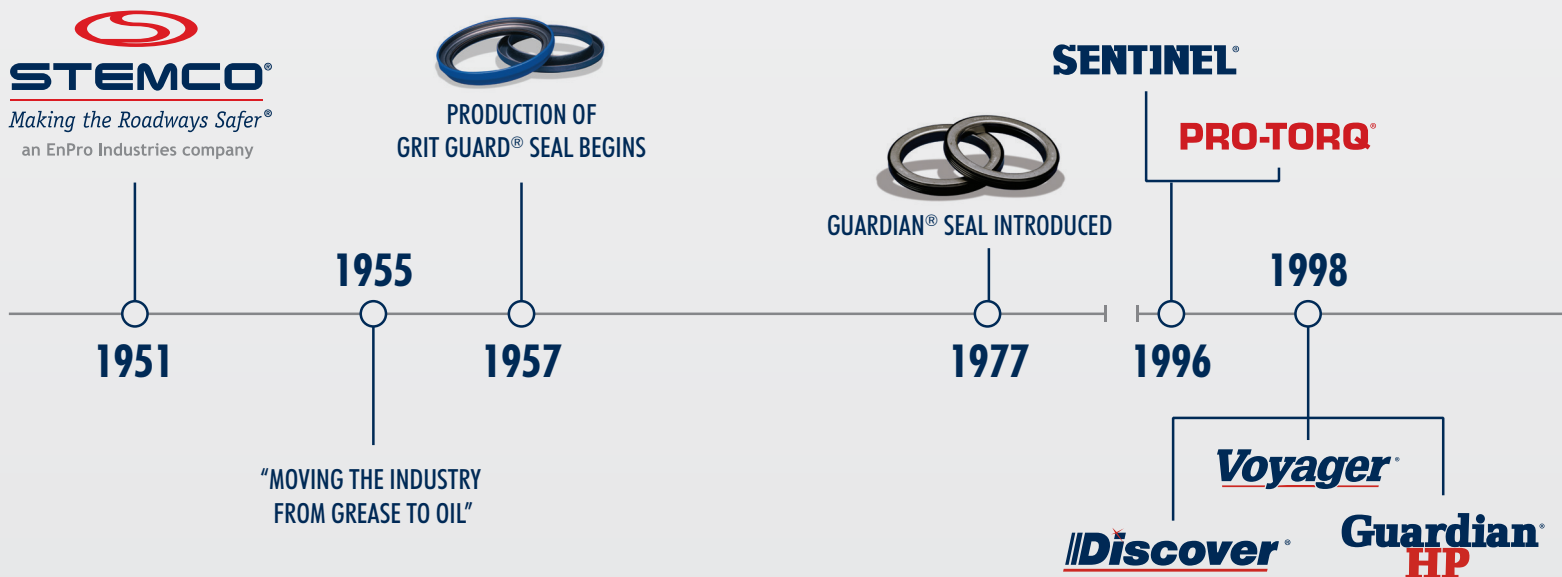 STEMCO®
Making the Roadways Safer®
an EnPro Industries company
PRODUCTION OF
GRIT GUARD® SEAL BEGINS
SENTINEL®
PRO-TORQ®
GUARDIAN® SEAL INTRODUCED
1955
1998
1951
1957
1977
1996
“MOVING THE INDUSTRY
FROM GREASE TO OIL”
Voyager®
Discover®
Guardian®
HP